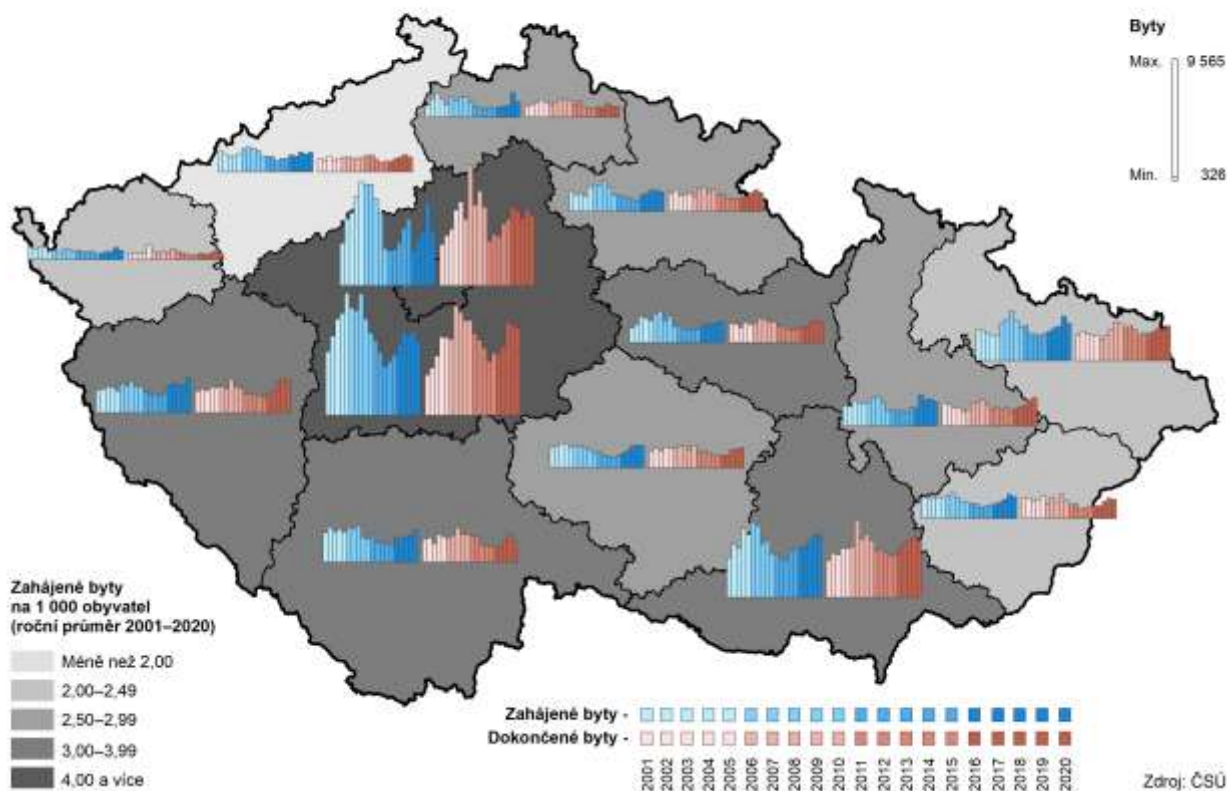 Byty
Max. 9 565
Min. 326
Zahájené byty
na 1 000 obyvatel
(roční průměr 2001–2020)
Méně než 2,00
2,00–2,49
2,50–2,99
3,00–3,99
4,00 a více
Zahájené byty -
Dokončené byty -
2001 2002 2003 2004 2005 2006 2007 2008 2009 2010 2011 2012 2013 2014 2015 2016 2017 2018 2019 2020
Zdroj: ČSÚ